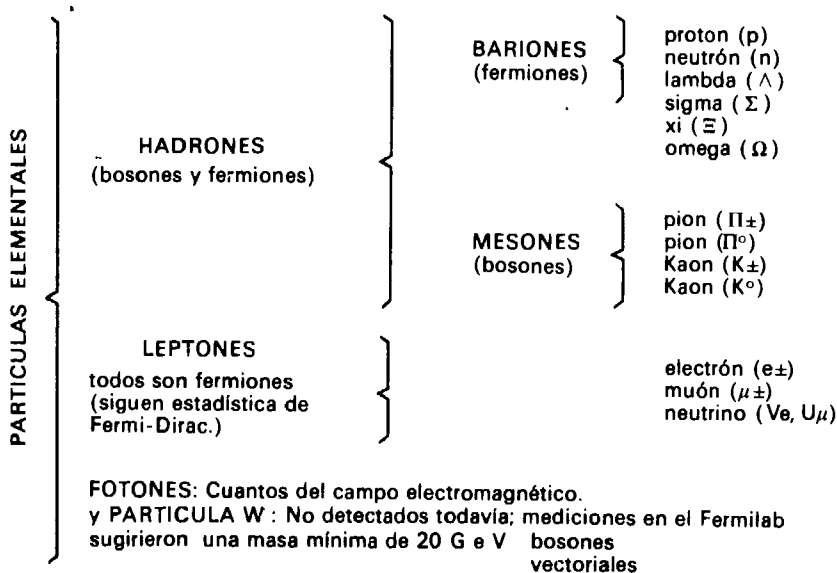 PARTICULAS ELEMENTALES
HADRONES
(bosones y fermiones)
BARIONES
(fermiones)
proton (p)
neutrón (n)
lambda (∧)
sigma (Σ)
xi (Ξ)
omega (Ω)
MESONES
(bosones)
pion (Π±)
pion (Π°)
Kaon (K±)
Kaon (K°)
LEPTONES
todos son fermiones
(siguen estadística de
Fermi-Dirac.)
electrón (e±)
muón (μ±)
neutrino (Ve, Uμ)
FOTONES: Cuantos del campo electromagnético.
y PARTICULA W : No detectados todavía; mediciones en el Fermilab
sugirieron una masa mínima de 20 G e V bosones
vectoriales